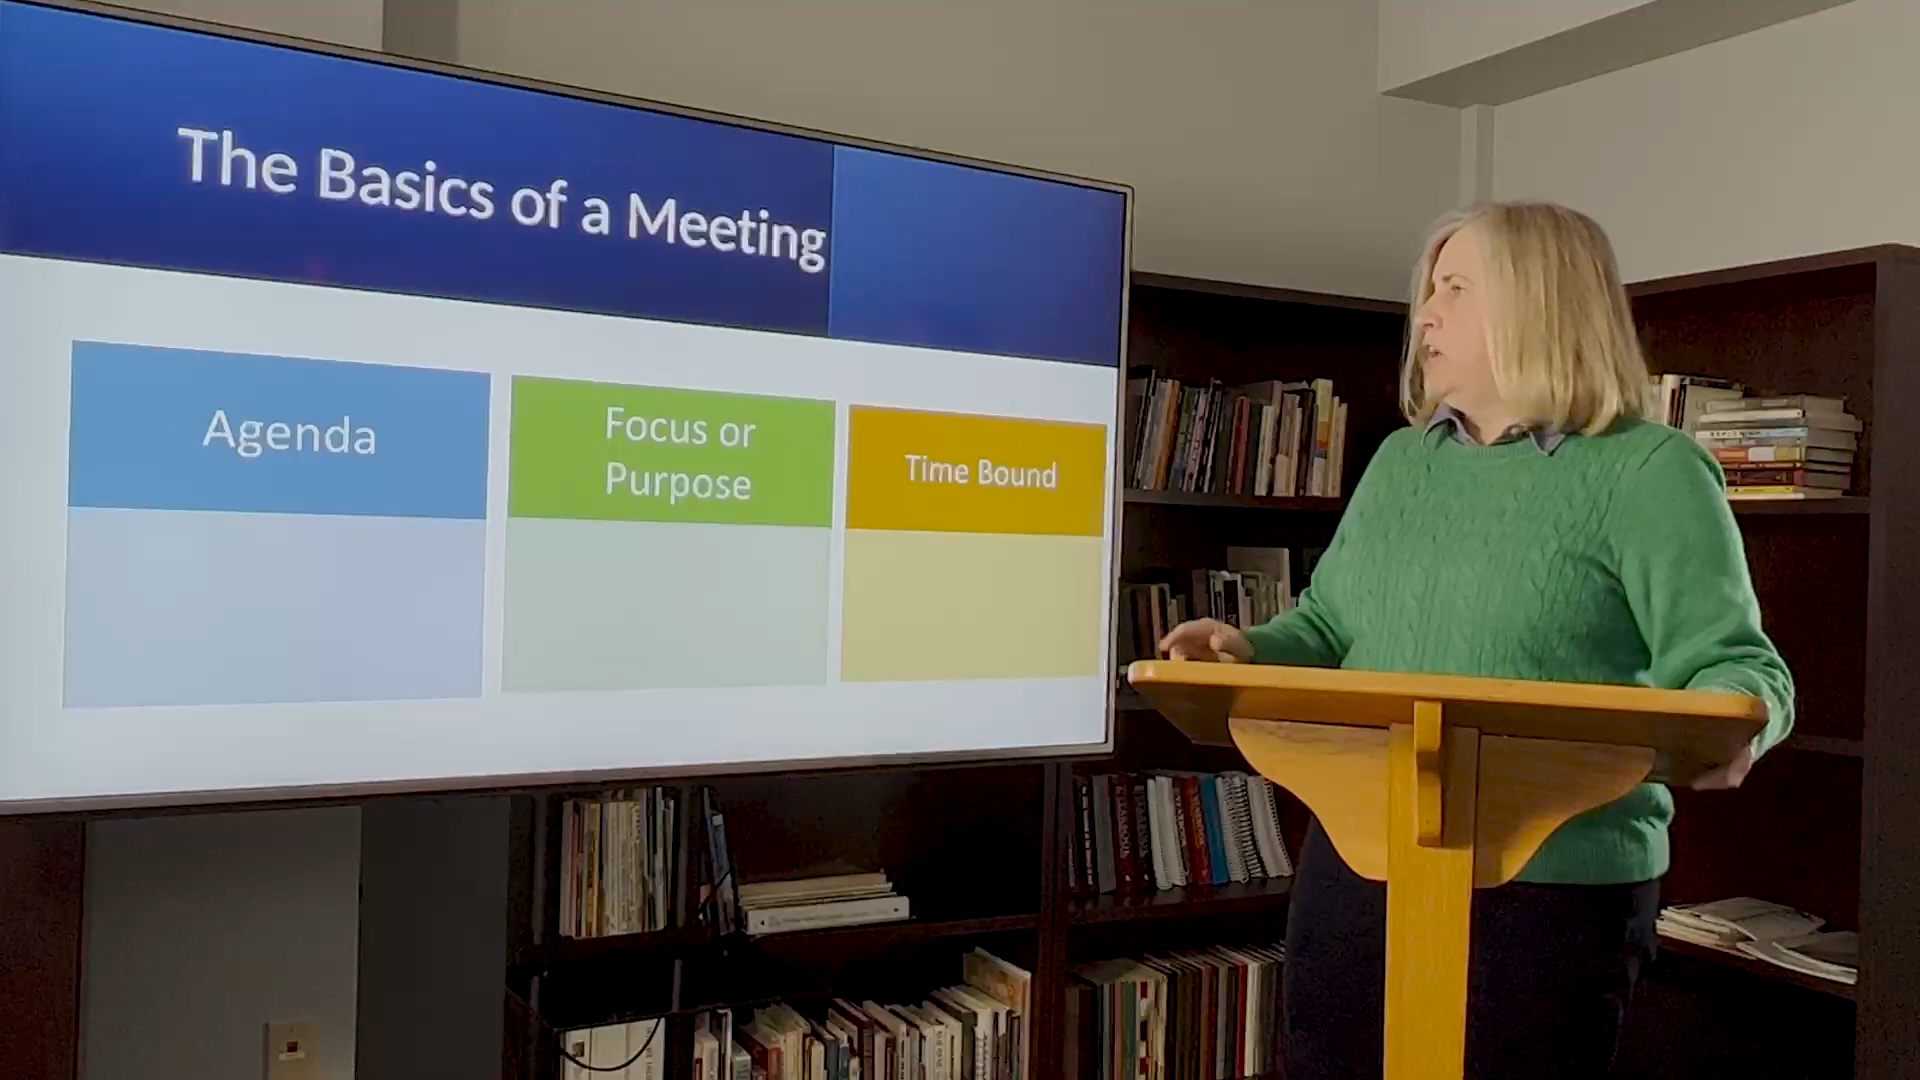 The Basics of a Meeting
Agenda
Focus or
Purpose
Time Bound